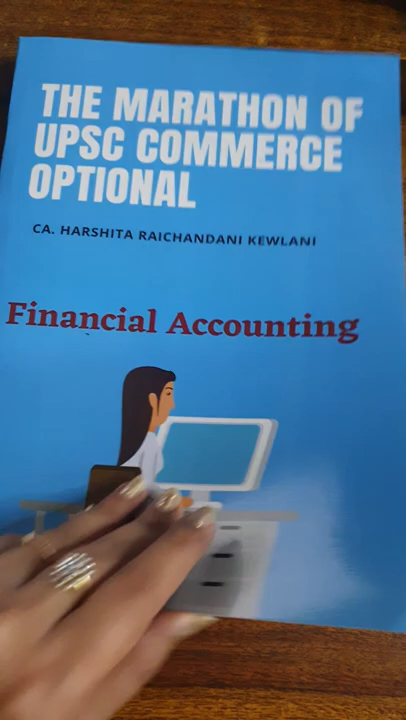 THE MARATHON OF
UPSC COMMERCE
OPTIONAL
CA. HARSHITA RAICHANDANI KEWLANI
Financial Accounting